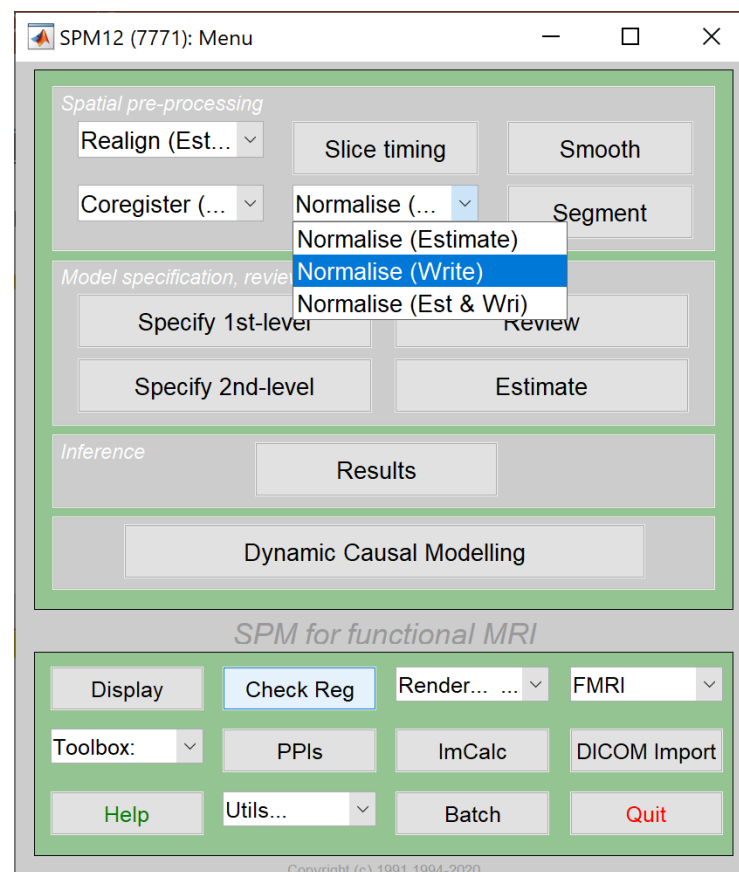 SPM12 (7771): Menu
Spatial pre-processing
Realign (Est...
Slice timing
Smooth
Coregister (...
Normalise (...
Segment
Normalise (Estimate)
Normalise (Write)
Normalise (Est & Wri)
Model specification, review
Specify 1st-level
Review
Specify 2nd-level
Estimate
Inference
Results
Dynamic Causal Modelling
SPM for functional MRI
Display
Check Reg
Render... ...
FMRI
Toolbox:
PPIs
ImCalc
DICOM Import
Help
Utils...
Batch
Quit
Copyright (c) 1991,1994-2020